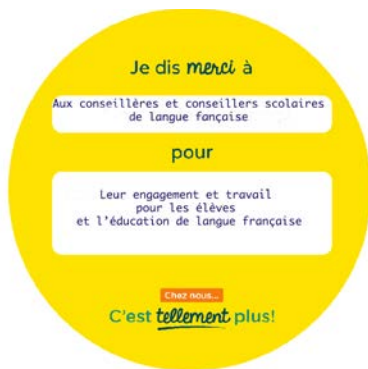 Je dis merci à
Aux conseillères et conseillers scolaires
de langue fançaise
pour
Leur engagement et travail
pour les élèves
et l'éducation de langue française
Chez nous...
C'est tellement plus!